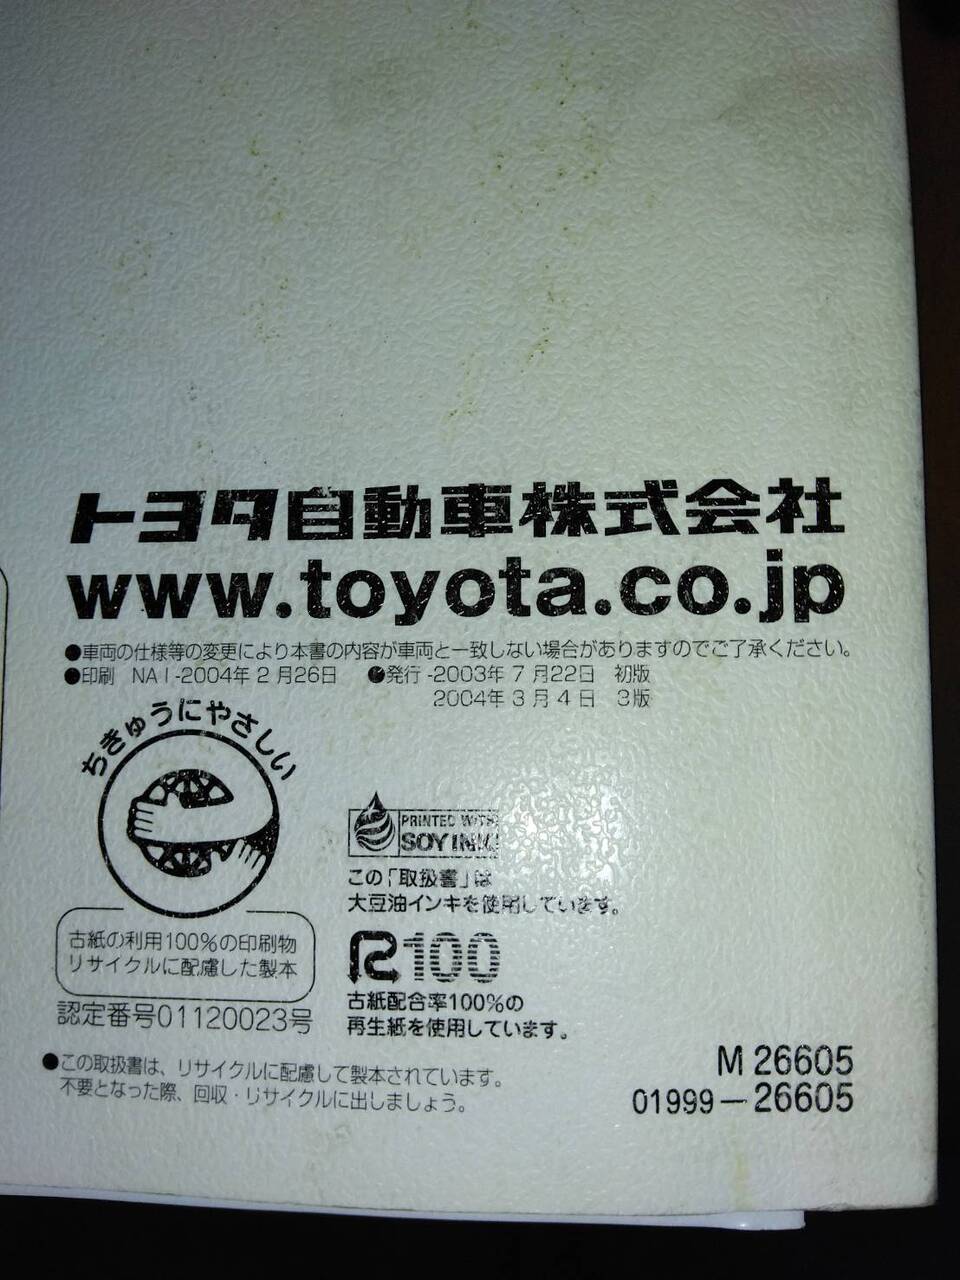 トヨタ自動車株式会社
www.toyota.co.jp
●車両の仕様等の変更により本書の内容が車両と一致しない場合がありますのでご了承ください。
●印刷 NAI-2004年2月26日 ●発行-2003年7月22日 初版
2004年3月4日 3版
ちきゅうにやさしい
古紙の利用100%の印刷物
リサイクルに配慮した製本
認定番号01120023号
PRINTED WITH
SOY INK
この「取扱書」は
大豆油インキを使用しています。
R100
古紙配合率100%の
再生紙を使用しています。
●この取扱書は、リサイクルに配慮して製本されています。
不要となった際、回収・リサイクルに出しましょう。
M 26605
01999-26605